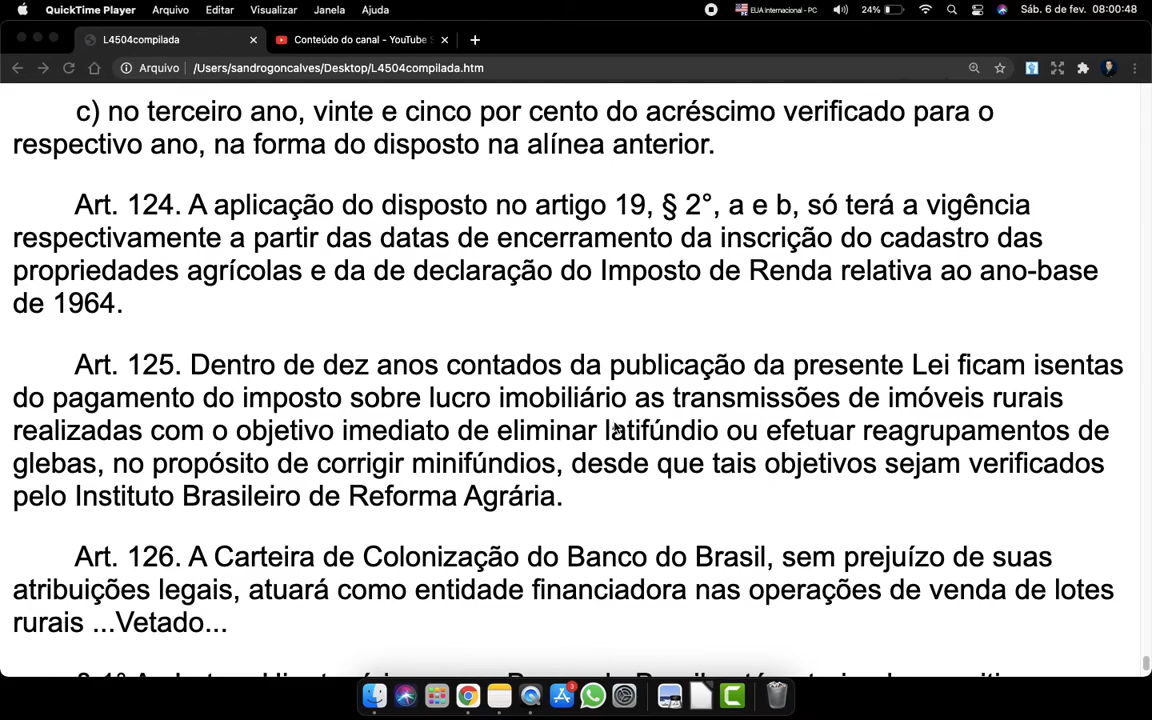 QuickTime Player Arquivo Editar Visualizar Janela Ajuda EUA Internacional - PC 24% Sáb. 6 de fev. 08:00:48
L4504compilada Conteúdo do canal - YouTube
Arquivo /Users/sandrogoncalves/Desktop/L4504compilada.htm
c) no terceiro ano, vinte e cinco por cento do acréscimo verificado para o
respectivo ano, na forma do disposto na alínea anterior.
Art. 124. A aplicação do disposto no artigo 19, § 2°, a e b, só terá a vigência
respectivamente a partir das datas de encerramento da inscrição do cadastro das
propriedades agrícolas e da de declaração do Imposto de Renda relativa ao ano-base
de 1964.
Art. 125. Dentro de dez anos contados da publicação da presente Lei ficam isentas
do pagamento do imposto sobre lucro imobiliário as transmissões de imóveis rurais
realizadas com o objetivo imediato de eliminar latifúndio ou efetuar reagrupamentos de
glebas, no propósito de corrigir minifúndios, desde que tais objetivos sejam verificados
pelo Instituto Brasileiro de Reforma Agrária.
Art. 126. A Carteira de Colonização do Banco do Brasil, sem prejuízo de suas
atribuições legais, atuará como entidade financiadora nas operações de venda de lotes
rurais ...Vetado...